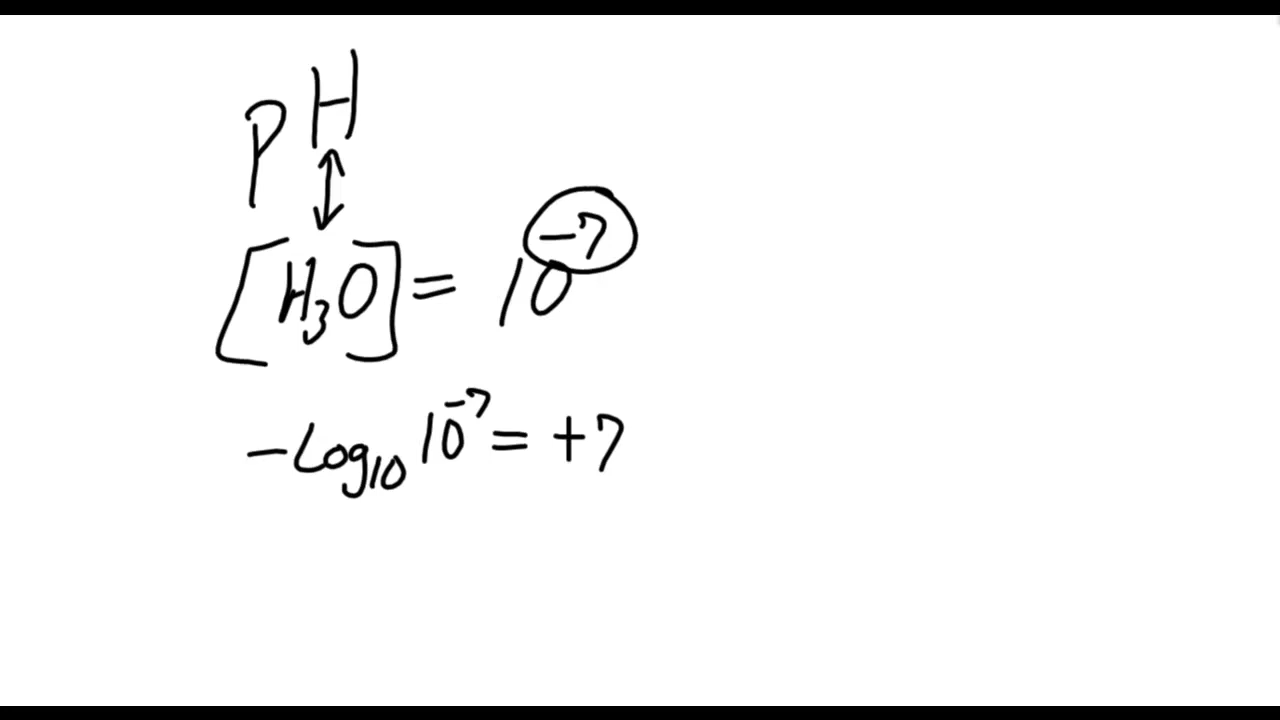 pH
[H₃O] = 10⁻⁷
-Log₁₀ 10⁻⁷ = +7